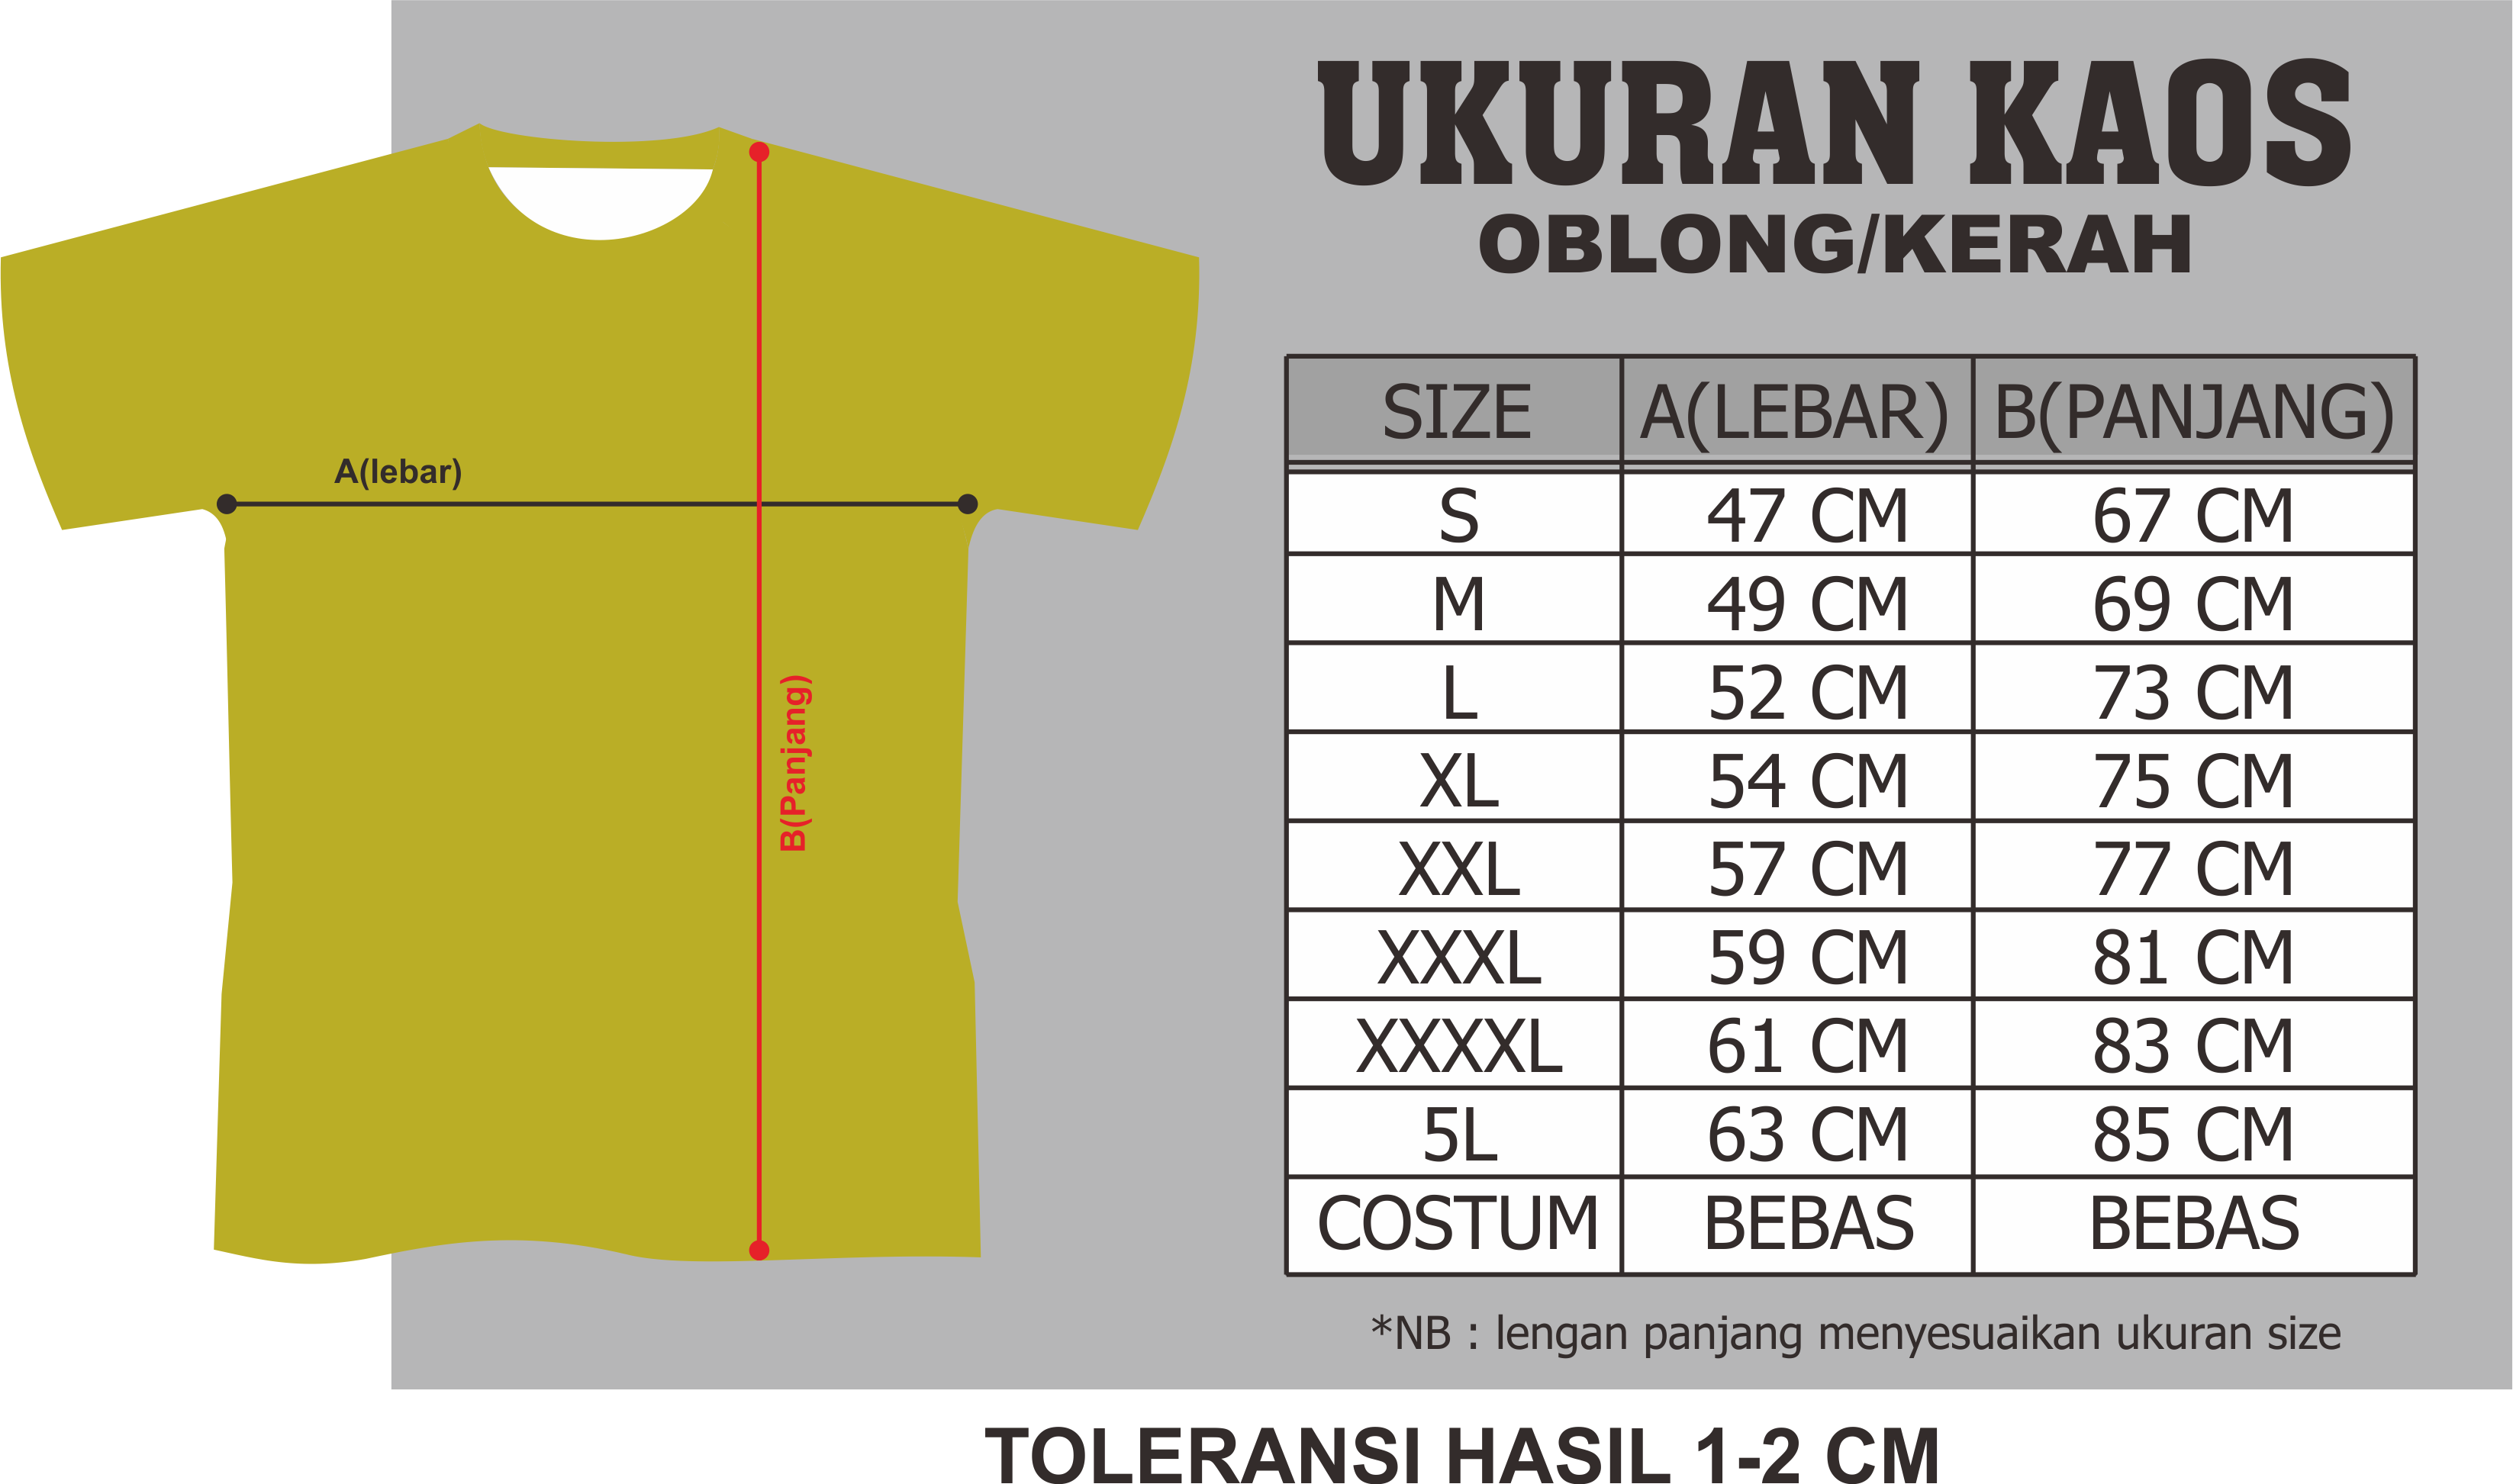 UKURAN KAOS
OBLONG/KERAH
A(lebar)
B(Panjang)
SIZE A(LEBAR) B(PANJANG)
S 47 CM 67 CM
M 49 CM 69 CM
L 52 CM 73 CM
XL 54 CM 75 CM
XXL 57 CM 77 CM
XXXL 59 CM 81 CM
XXXXL 61 CM 83 CM
5L 63 CM 85 CM
COSTUM BEBAS BEBAS
*NB : lengan panjang menyesuaikan ukuran size
TOLERANSI HASIL 1-2 CM